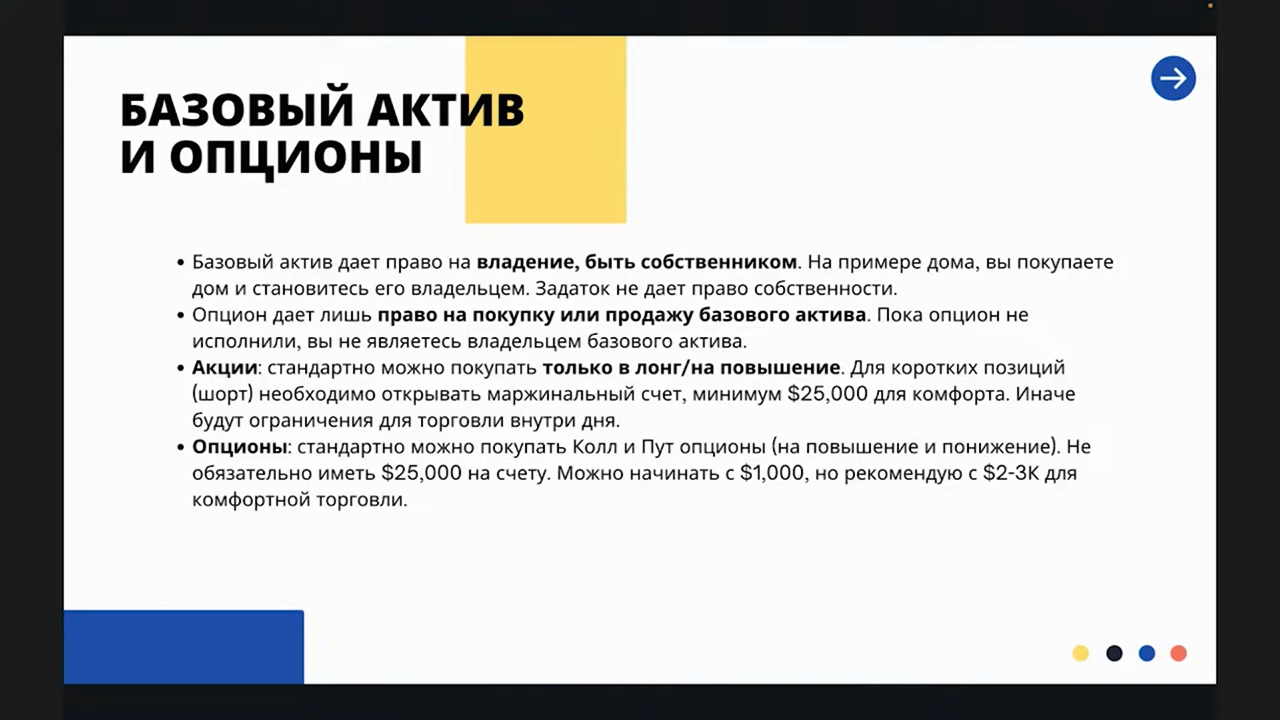 БАЗОВЫЙ АКТИВ
И ОПЦИОНЫ
• Базовый актив дает право на владение, быть собственником. На примере дома, вы покупаете
дом и становитесь его владельцем. Задаток не дает право собственности.
• Опцион дает лишь право на покупку или продажу базового актива. Пока опцион не
исполнили, вы не являетесь владельцем базового актива.
• Акции: стандартно можно покупать только в лонг/на повышение. Для коротких позиций
(шорт) необходимо открывать маржинальный счет, минимум $25,000 для комфорта. Иначе
будут ограничения для торговли внутри дня.
• Опционы: стандартно можно покупать Колл и Пут опционы (на повышение и понижение). Не
обязательно иметь $25,000 на счету. Можно начинать с $1,000, но рекомендую с $2-3К для
комфортной торговли.